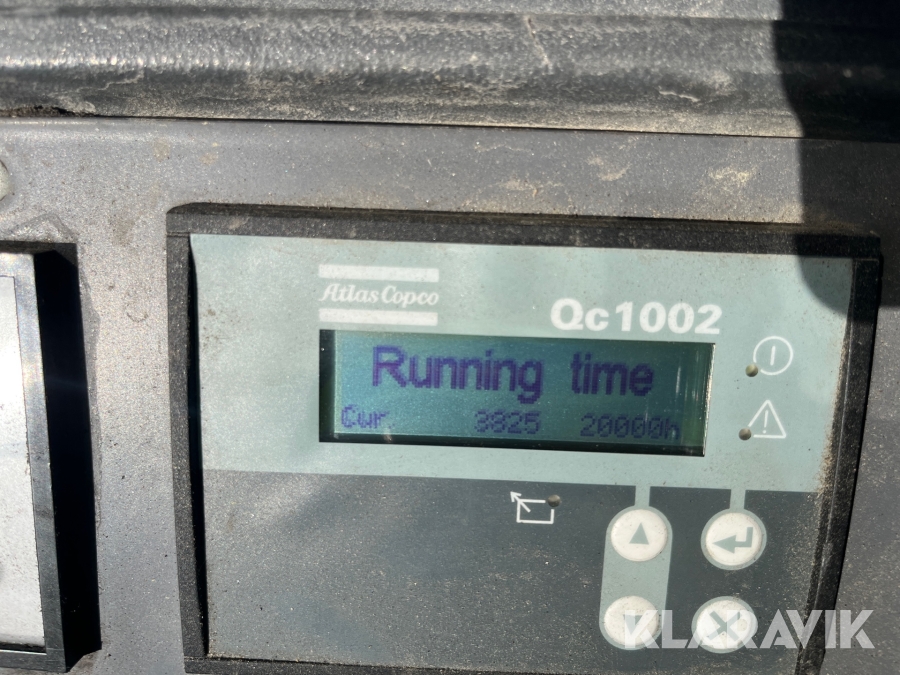 Atlas Copco
Qc1002
Running time
Cur. 3825 20000h
KLARAVIK